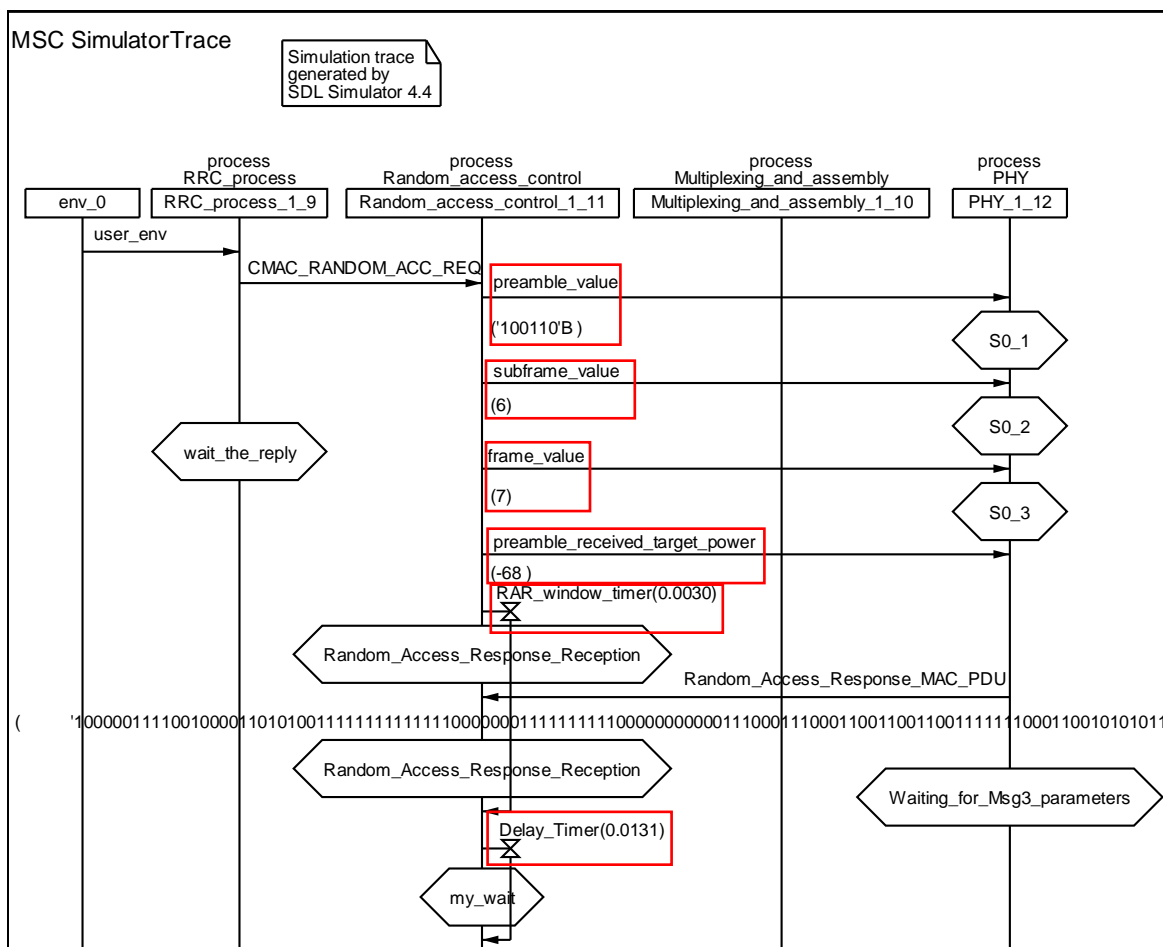 MSC SimulatorTrace
Simulation trace
generated by
SDL Simulator 4.4
process
RRC_process
process
Random_access_control
process
Multiplexing_and_assembly
process
PHY
env_0
RRC_process_1_9
Random_access_control_1_11
Multiplexing_and_assembly_1_10
PHY_1_12
user_env
CMAC_RANDOM_ACC_REQ
preamble_value
('100110'B )
S0_1
subframe_value
(6)
S0_2
wait_the_reply
frame_value
(7)
S0_3
preamble_received_target_power
(-68 )
RAR_window_timer(0.0030)
Random_Access_Response_Reception
Random_Access_Response_MAC_PDU
Random_Access_Response_Reception
Waiting_for_Msg3_parameters
Delay_Timer(0.0131)
my_wait